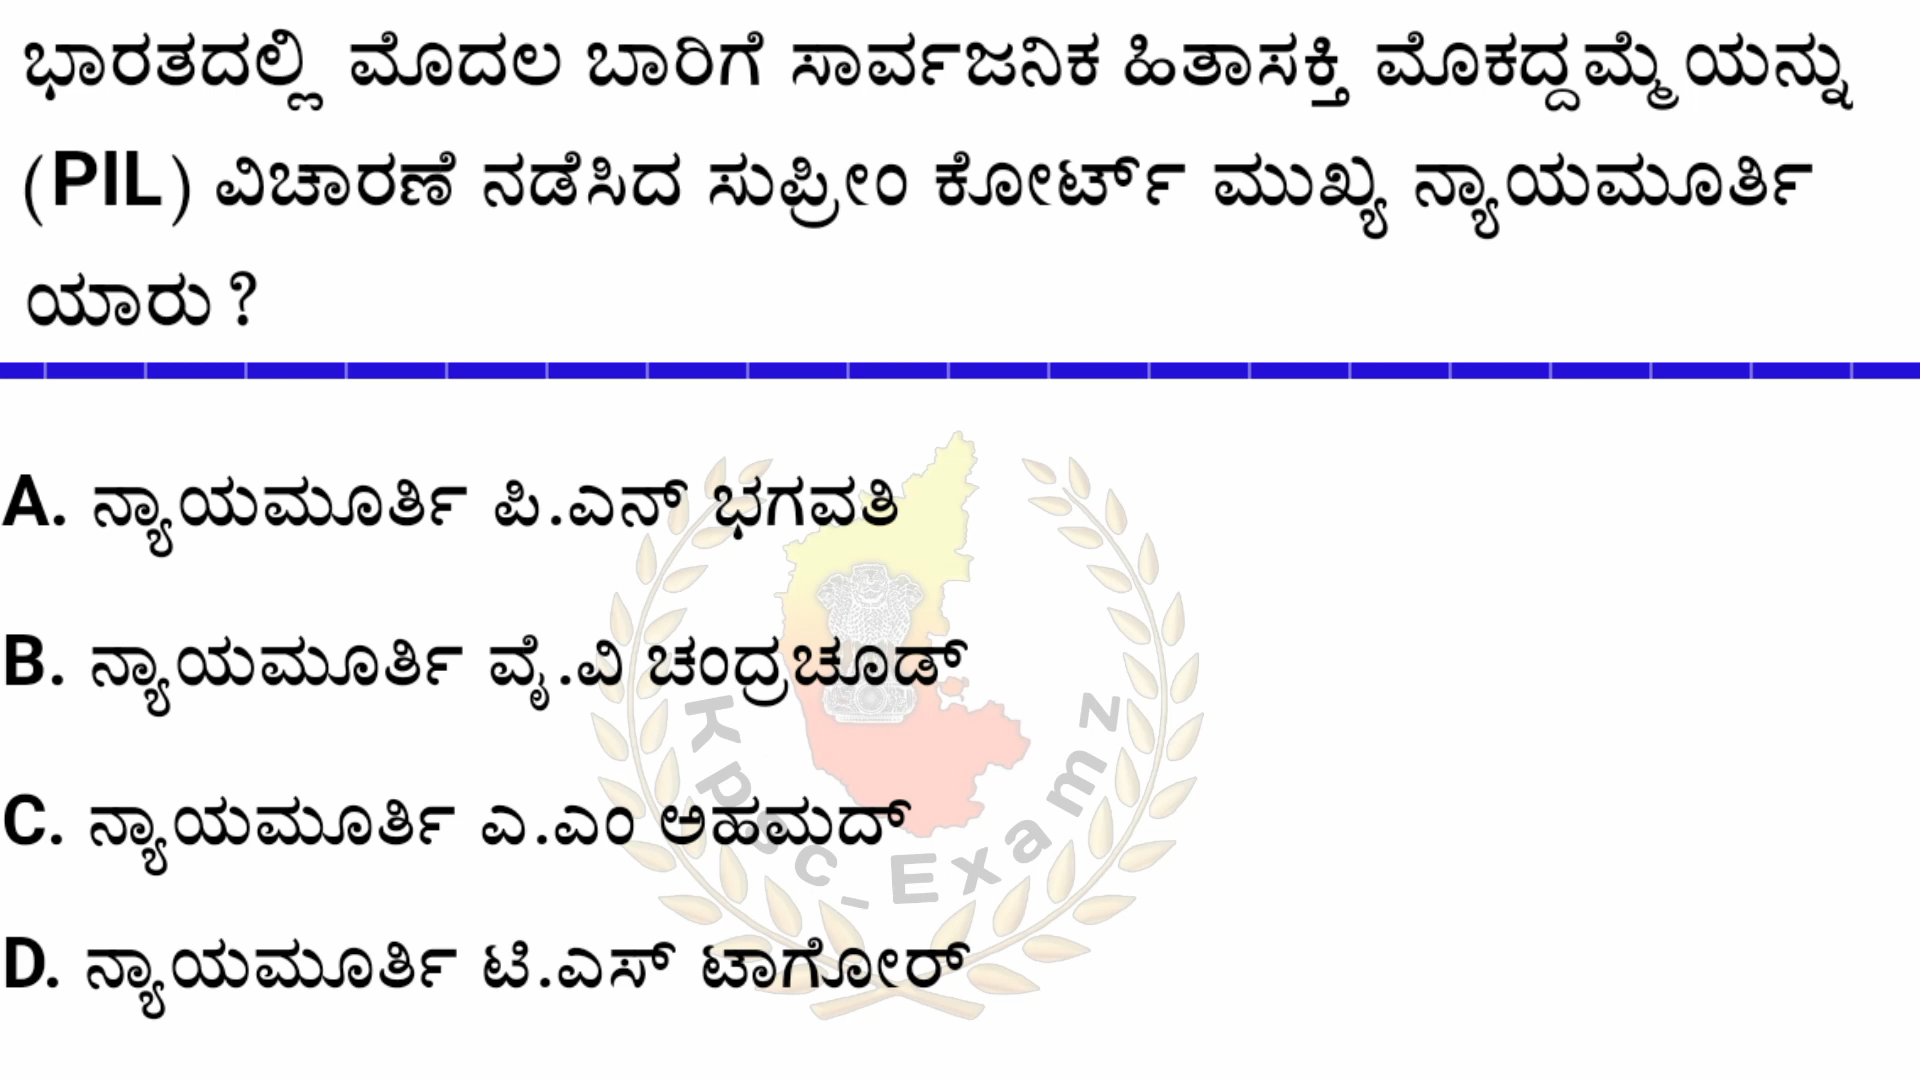 ಭಾರತದಲ್ಲಿ ಮೊದಲ ಬಾರಿಗೆ ಸಾರ್ವಜನಿಕ ಹಿತಾಸಕ್ತಿ ಮೊಕದ್ದಮ್ಮೆ ಯನ್ನು
(PIL) ವಿಚಾರಣೆ ನಡೆಸಿದ ಸುಪ್ರೀಂ ಕೋರ್ಟ್ ಮುಖ್ಯ ನ್ಯಾಯಮೂರ್ತಿ
ಯಾರು ?
A. ನ್ಯಾಯಮೂರ್ತಿ ಪಿ.ಎನ್ ಭಗವತಿ
B. ನ್ಯಾಯಮೂರ್ತಿ ವೈ.ವಿ ಚಂದ್ರಚೂಡ್
C. ನ್ಯಾಯಮೂರ್ತಿ ಎ.ಎಂ ಅಹಮದ್
D. ನ್ಯಾಯಮೂರ್ತಿ ಟಿ.ಎಸ್ ಟಾಗೋರ್
Kpsc_Examz